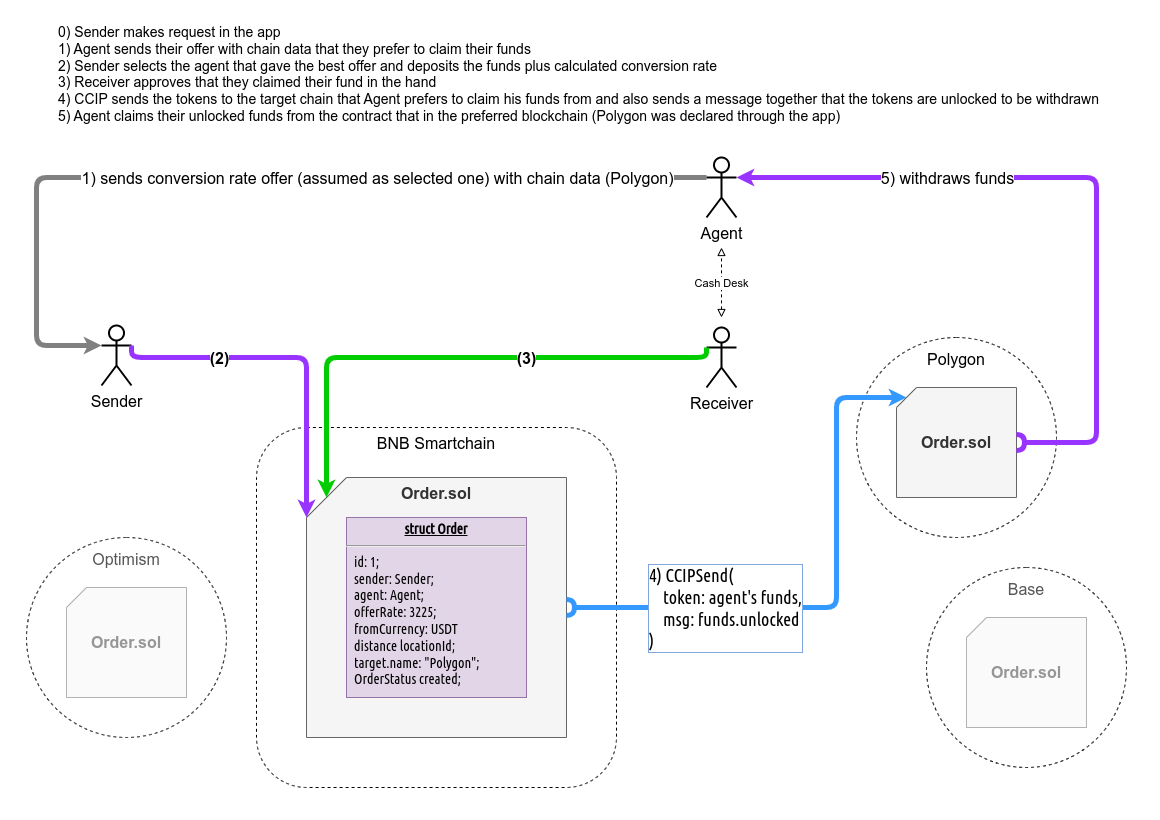 0) Sender makes request in the app
1) Agent sends their offer with chain data that they prefer to claim their funds
2) Sender selects the agent that gave the best offer and deposits the funds plus calculated conversion rate
3) Receiver approves that they claimed their fund in the hand
4) CCIP sends the tokens to the target chain that Agent prefers to claim his funds from and also sends a message together that the tokens are unlocked to be withdrawn
5) Agent claims their unlocked funds from the contract that in the preferred blockchain (Polygon was declared through the app)
1) sends conversion rate offer (assumed as selected one) with chain data (Polygon)
5) withdraws funds
Agent
Cash Desk
(2)
(3)
Sender
Receiver
Polygon
Order.sol
BNB Smartchain
Order.sol
struct Order
id: 1;
sender: Sender;
agent: Agent;
offerRate: 3225;
fromCurrency: USDT
distance locationId;
target.name: "Polygon";
OrderStatus created;
4) CCIPSend(
token: agent's funds,
msg: funds.unlocked
)
Optimism
Order.sol
Base
Order.sol